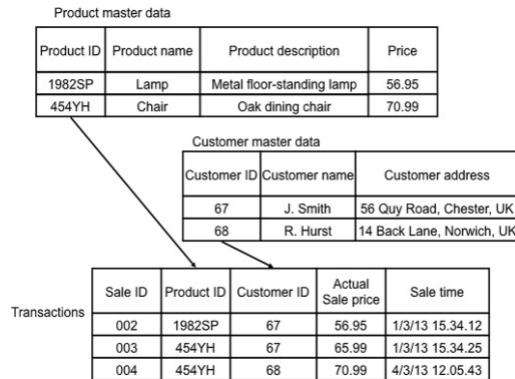 Product master data
Product ID Product name Product description Price
1982SP Lamp Metal floor-standing lamp 56.95
454YH Chair Oak dining chair 70.99
Customer master data
Customer ID Customer name Customer address
67 J. Smith 56 Quy Road, Chester, UK
68 R. Hurst 14 Back Lane, Norwich, UK
Transactions
Sale ID Product ID Customer ID Actual Sale price Sale time
002 1982SP 67 56.95 1/3/13 15.34.12
003 454YH 67 65.99 1/3/13 15.34.25
004 454YH 68 70.99 4/3/13 12.05.43